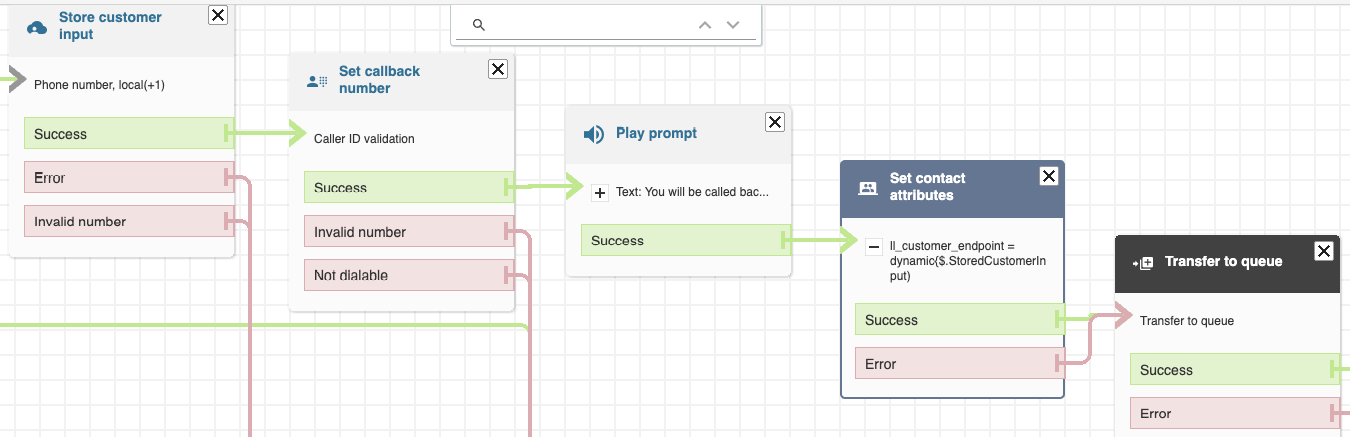 Store customer
input
Phone number, local(+1)
Success
Error
Invalid number
Set callback
number
Caller ID validation
Success
Invalid number
Not dialable
Play prompt
Text: You will be called bac...
Success
Set contact
attributes
ll_customer_endpoint =
dynamic{$.StoredCustomerIn
put)
Success
Error
Transfer to queue
Transfer to queue
Success
Error